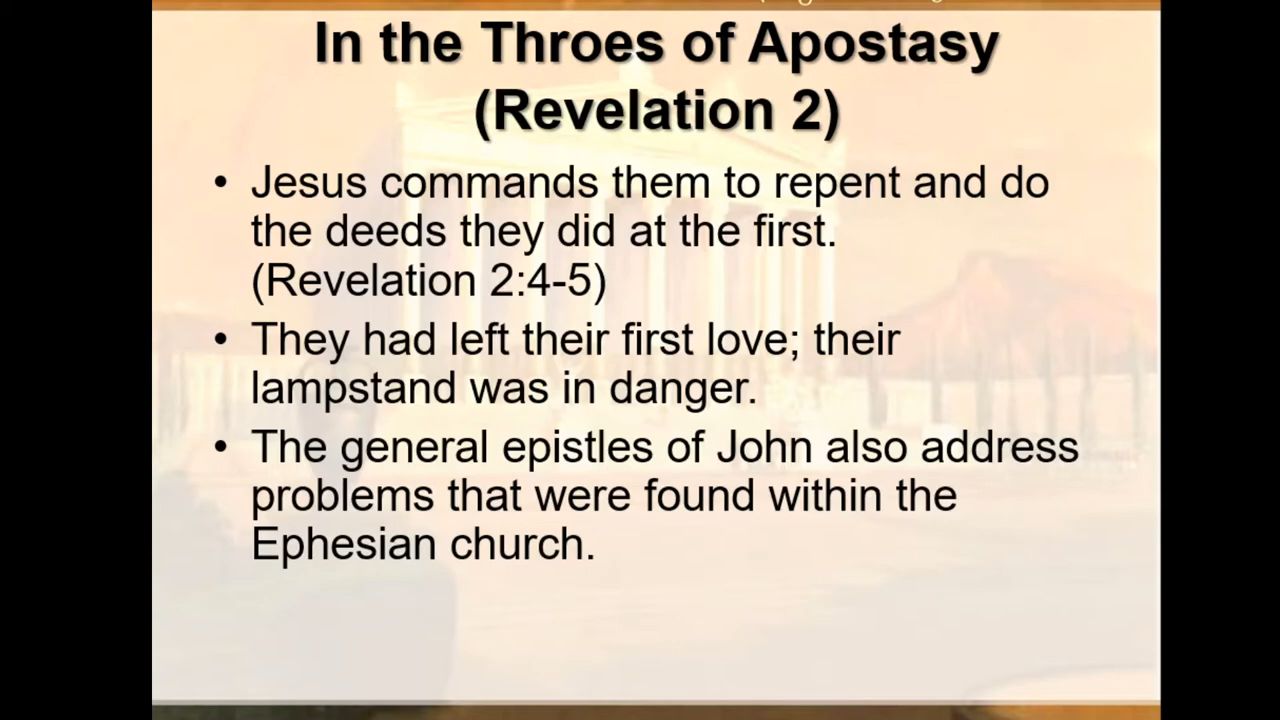 In the Throes of Apostasy
(Revelation 2)
• Jesus commands them to repent and do
the deeds they did at the first.
(Revelation 2:4-5)
• They had left their first love; their
lampstand was in danger.
• The general epistles of John also address
problems that were found within the
Ephesian church.